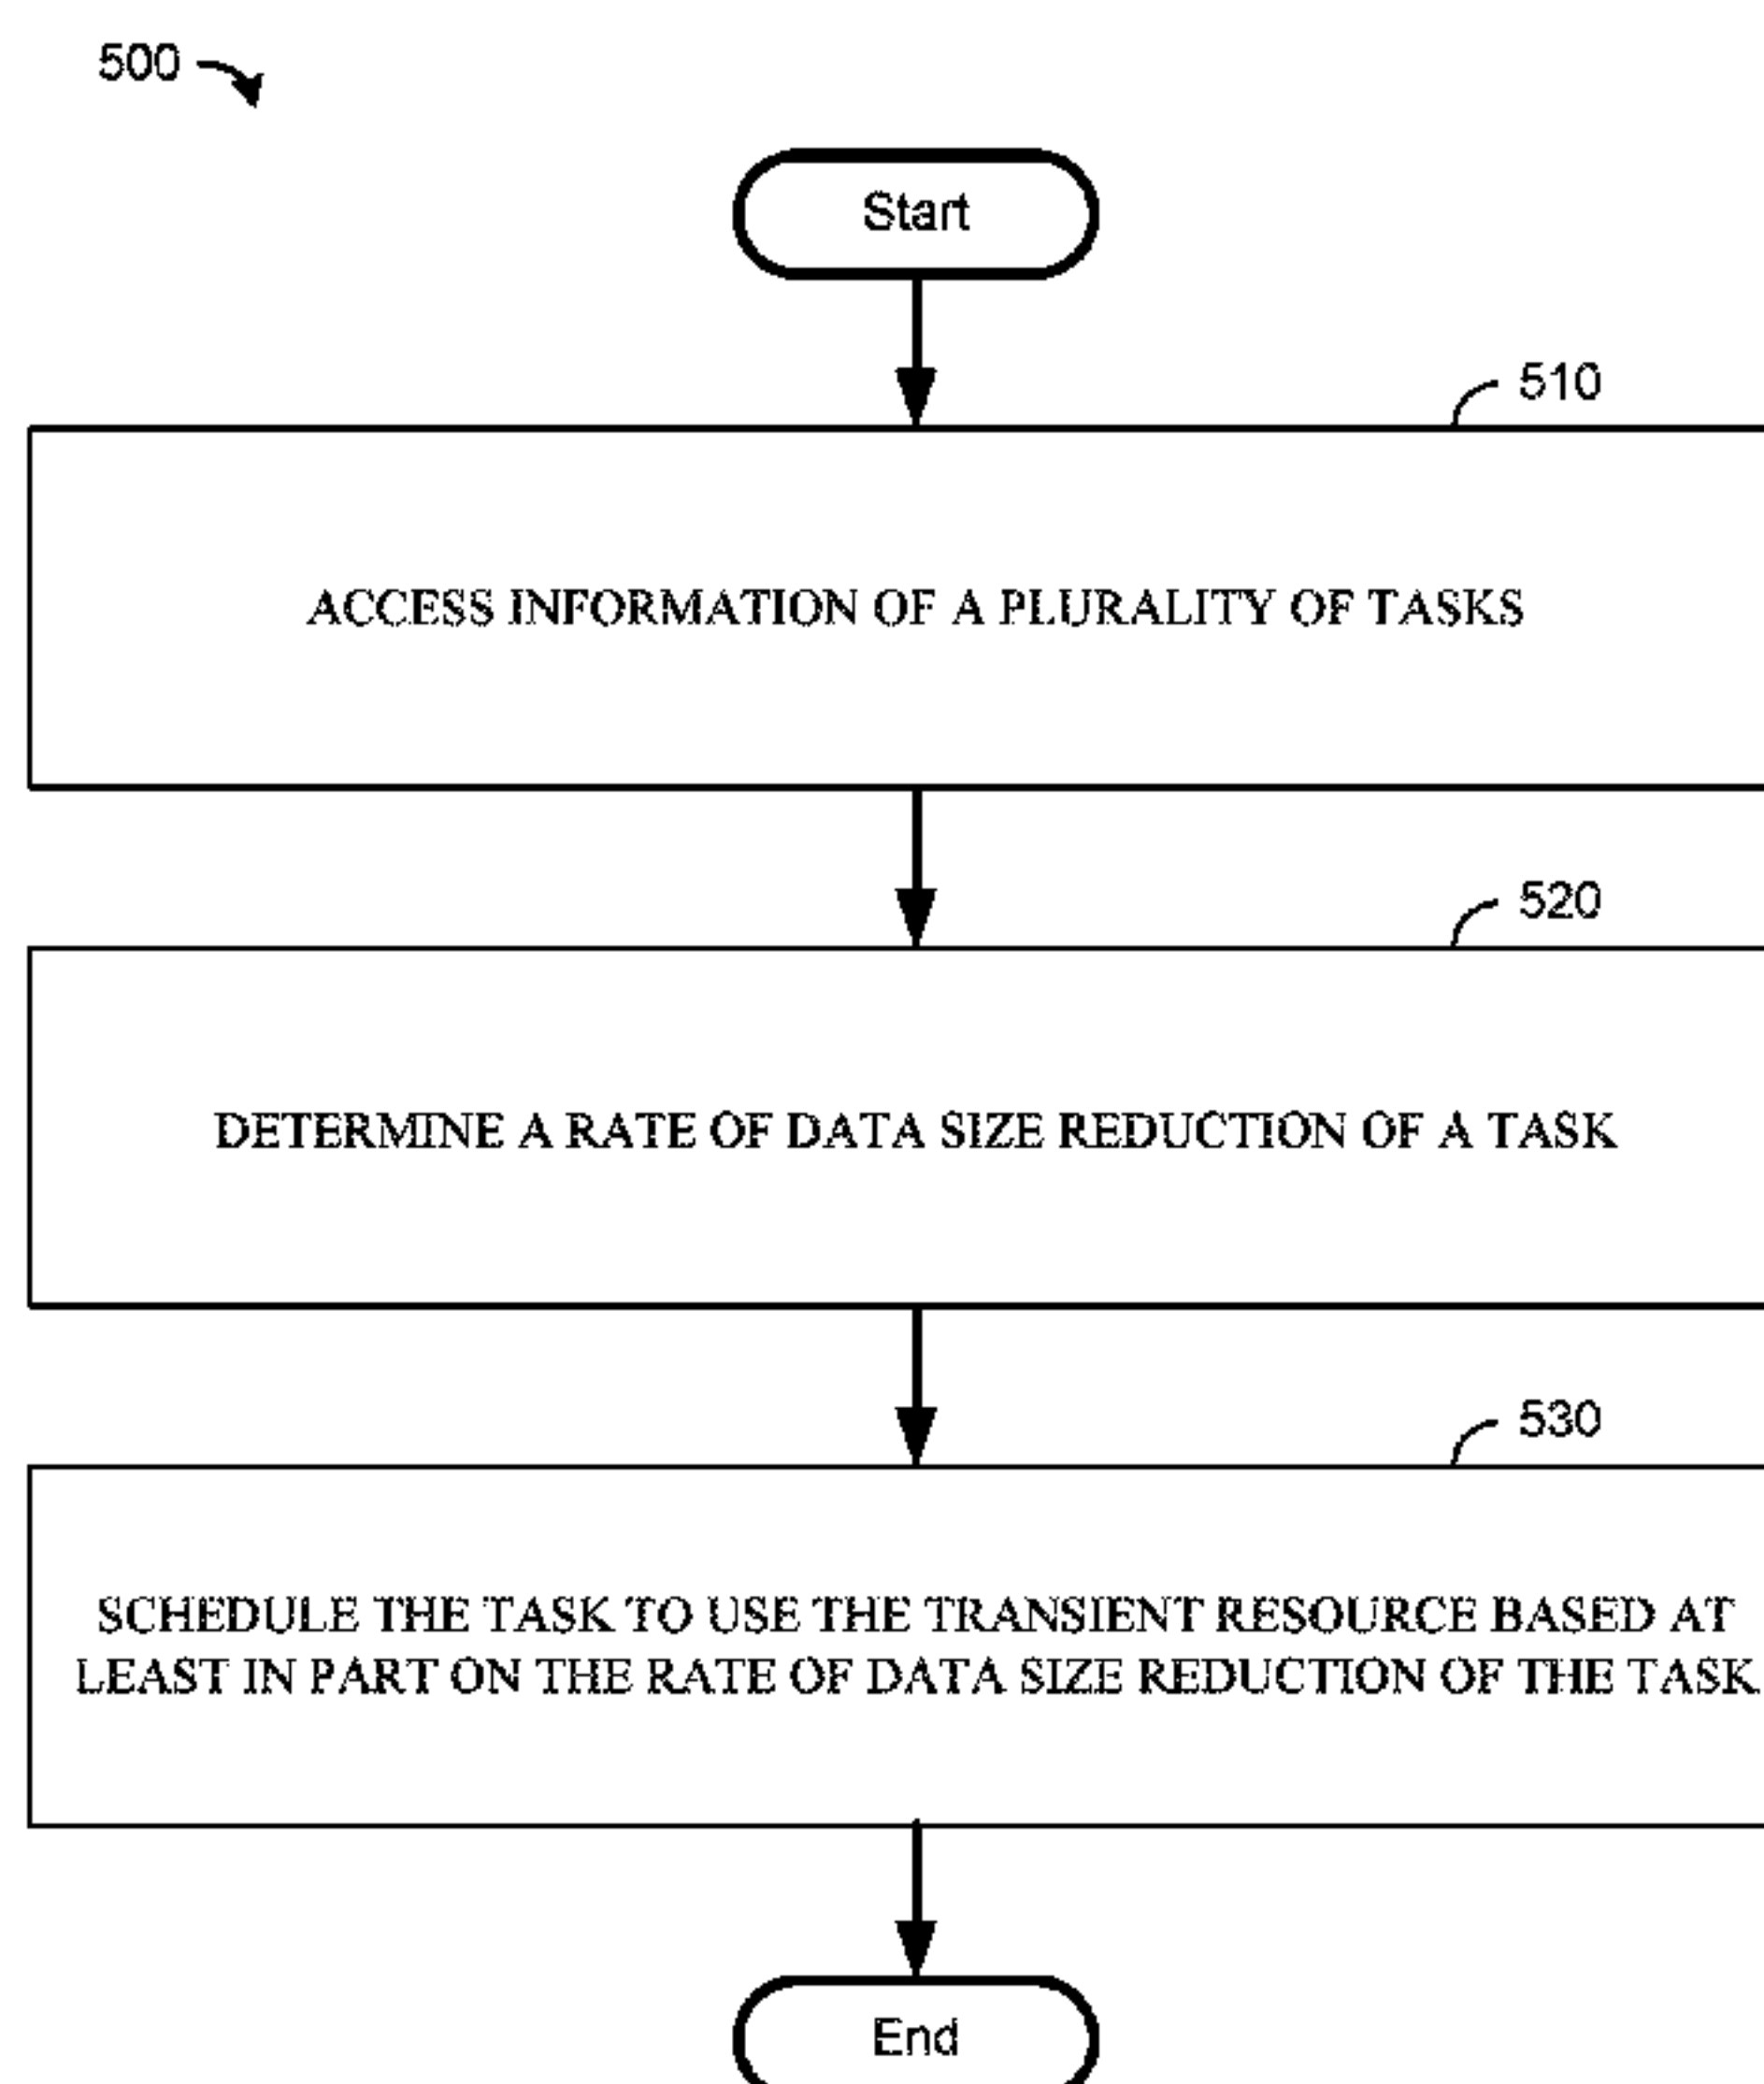 500
Start
510
ACCESS INFORMATION OF A PLURALITY OF TASKS
520
DETERMINE A RATE OF DATA SIZE REDUCTION OF A TASK
530
SCHEDULE THE TASK TO USE THE TRANSIENT RESOURCE BASED AT
LEAST IN PART ON THE RATE OF DATA SIZE REDUCTION OF THE TASK
End